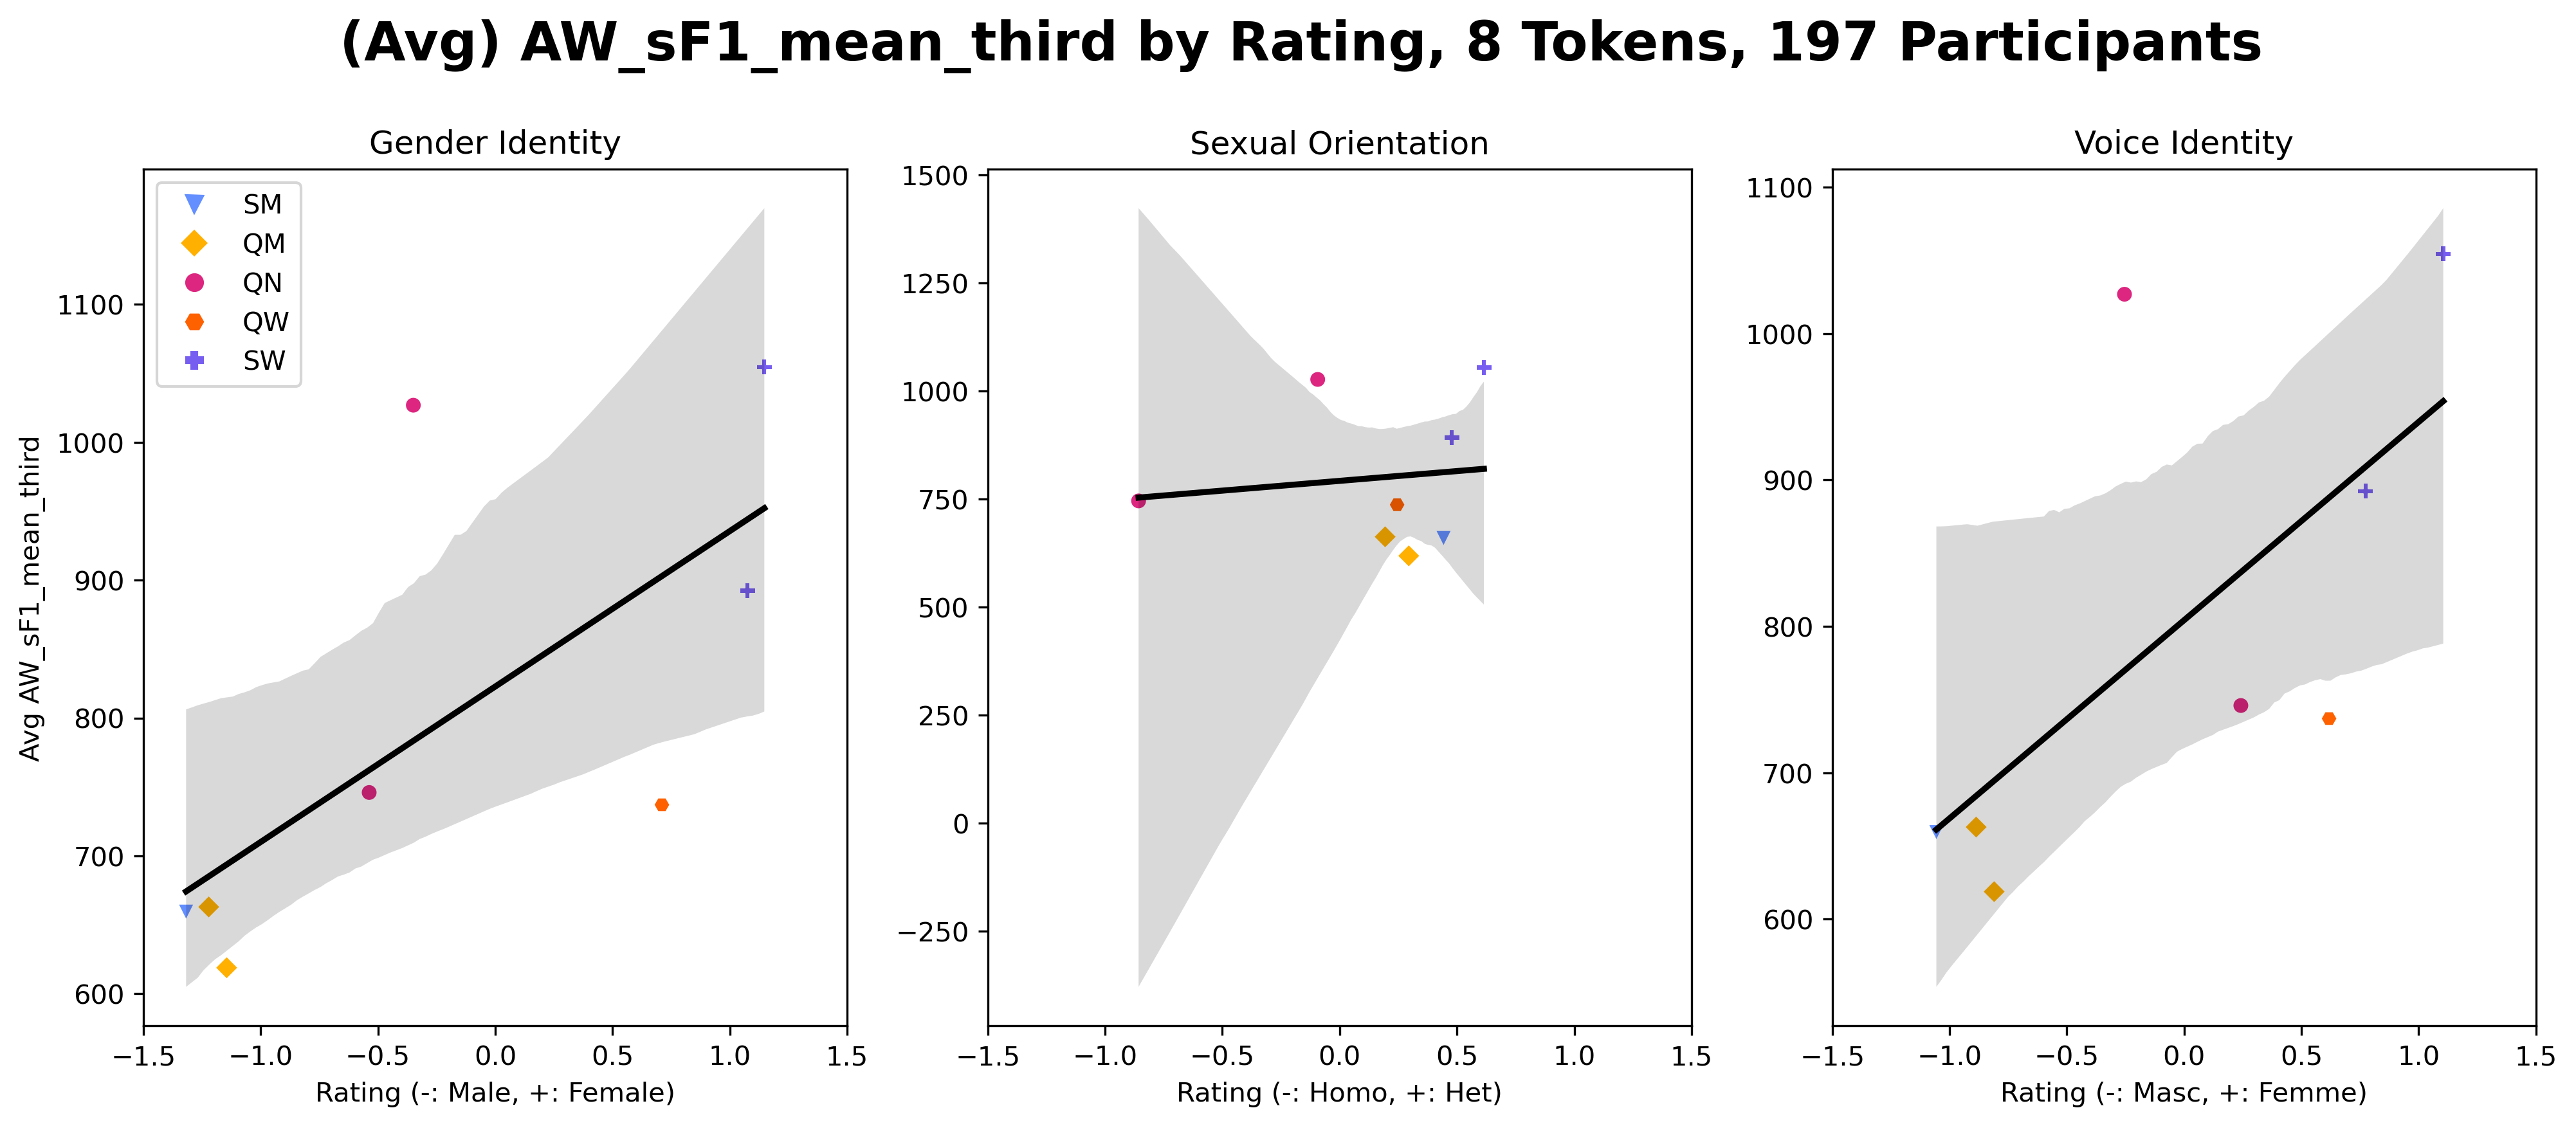 (Avg) AW_sF1_mean_third by Rating, 8 Tokens, 197 Participants
Gender Identity
SM
QM
QN
QW
SW
Avg AW_sF1_mean_third
1100
1000
900
800
700
600
−1.5 −1.0 −0.5 0.0 0.5 1.0 1.5
Rating (-: Male, +: Female)
Sexual Orientation
1500
1250
1000
750
500
250
0
−250
−1.5 −1.0 −0.5 0.0 0.5 1.0 1.5
Rating (-: Homo, +: Het)
Voice Identity
1100
1000
900
800
700
600
−1.5 −1.0 −0.5 0.0 0.5 1.0 1.5
Rating (-: Masc, +: Femme)